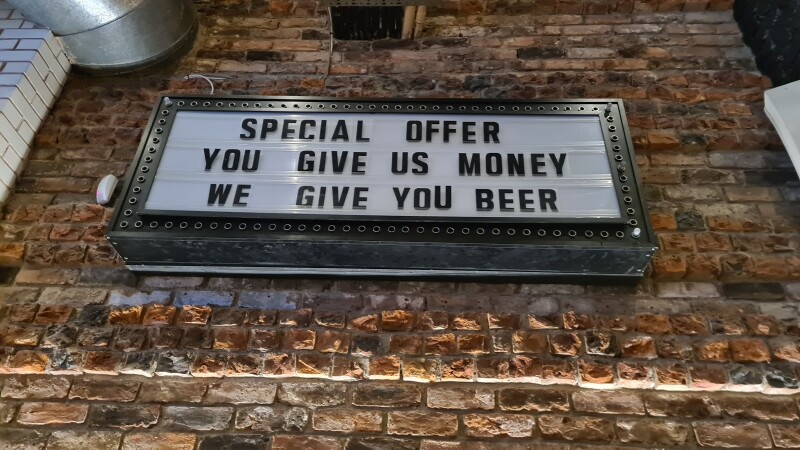 SPECIAL OFFER
YOU GIVE US MONEY
WE GIVE YOU BEER